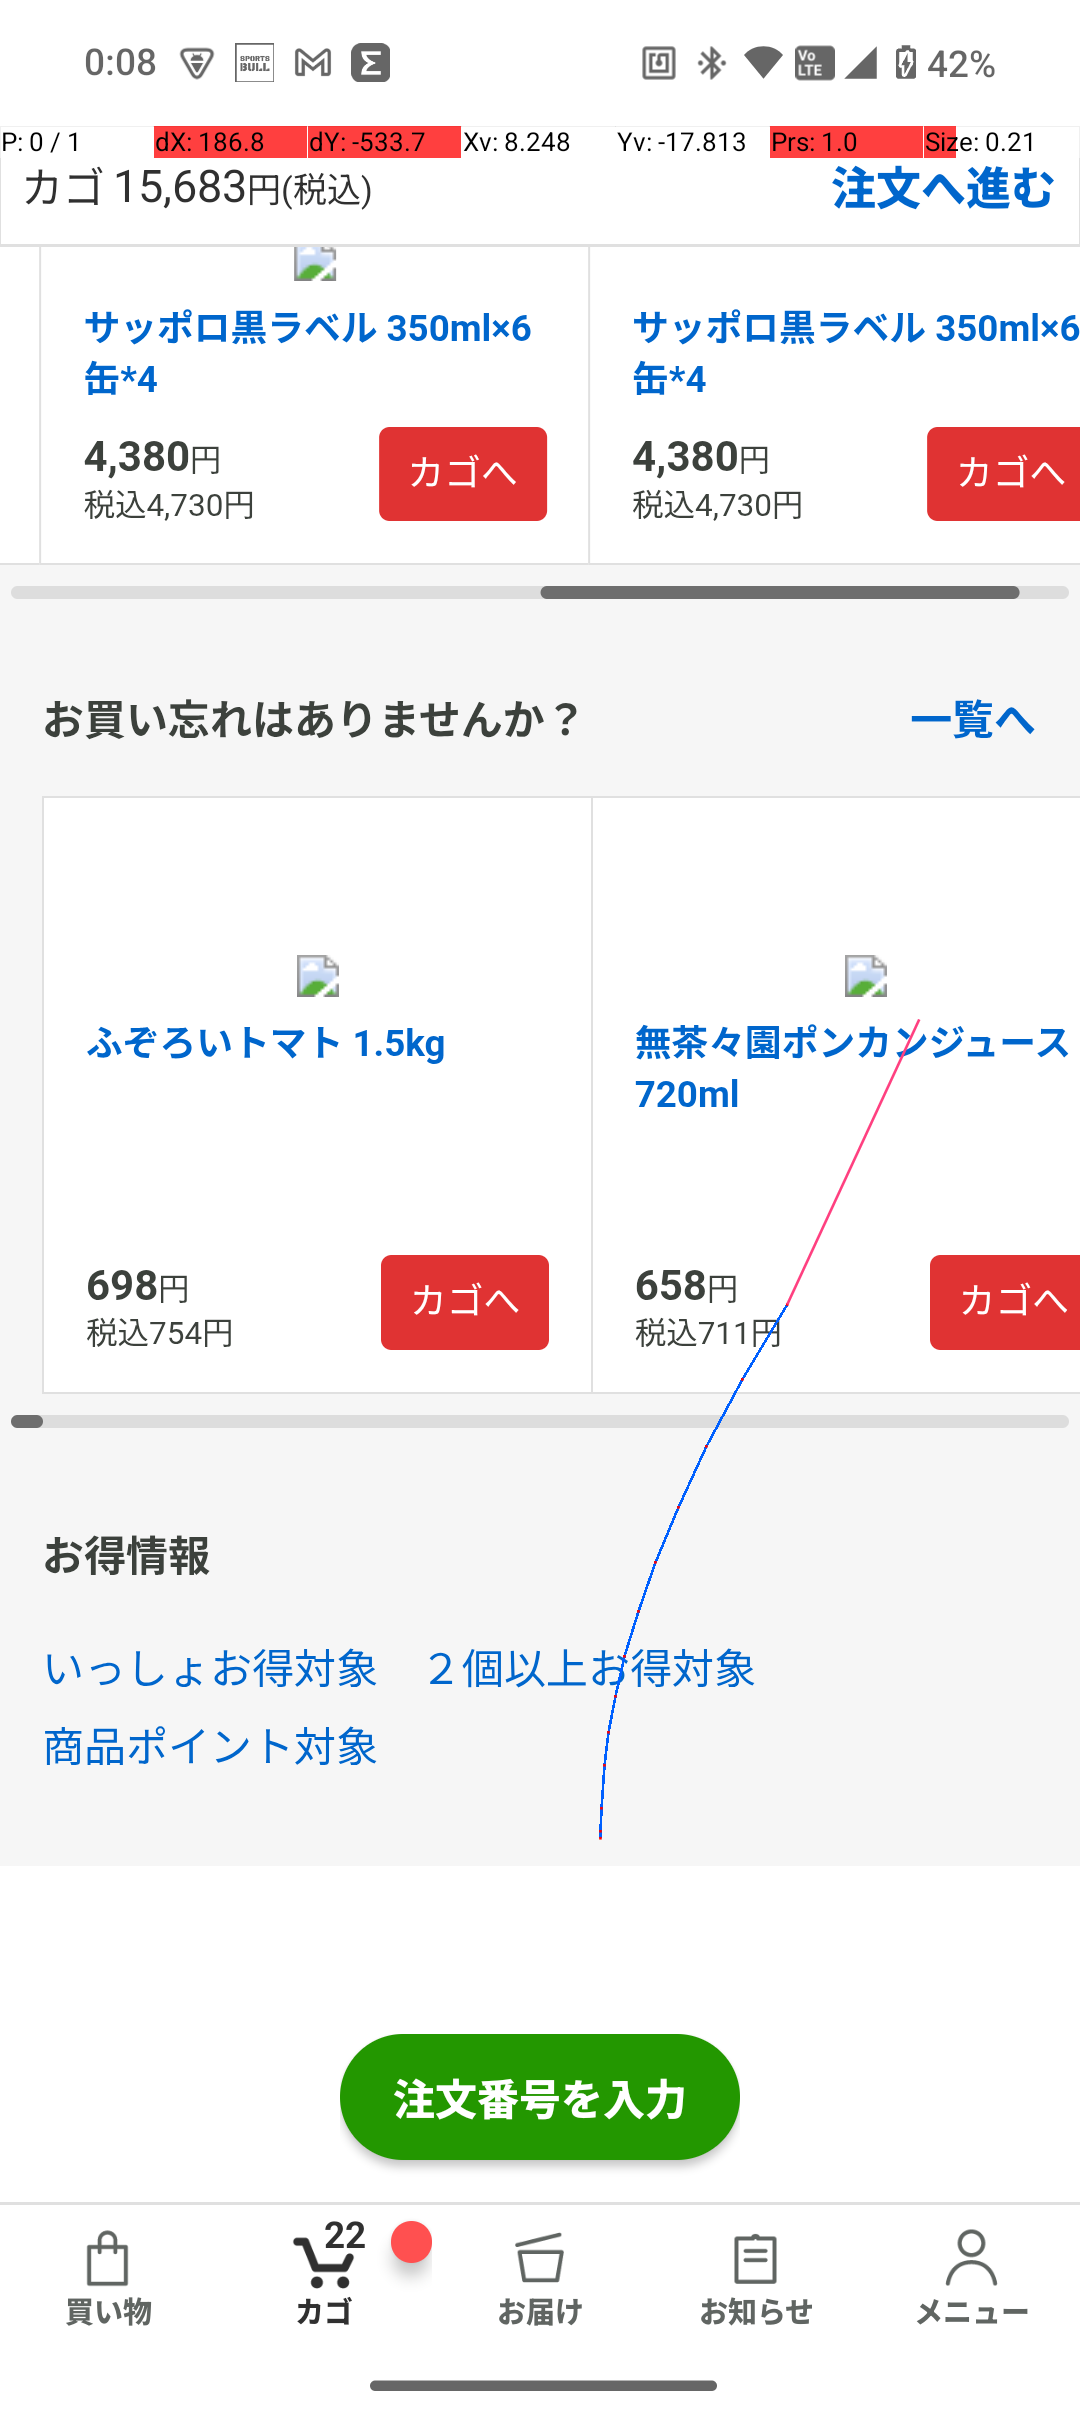 0:08 SPORTS BULL Vo LTE 42%
P: 0 / 1 dX: 186.8 dY: -533.7 Xv: 8.248 Yv: -17.813 Prs: 1.0 Size: 0.21
カゴ 15,683円(税込) 注文へ進む
サッポロ黒ラベル 350ml×6
缶*4
4,380円
税込4,730円
カゴへ
サッポロ黒ラベル 350ml×6
缶*4
4,380円
税込4,730円
カゴへ
お買い忘れはありませんか？ 一覧へ
ふぞろいトマト 1.5kg
698円
税込754円
カゴへ
無茶々園ポンカンジュース
720ml
658円
税込711円
カゴへ
お得情報
いっしょお得対象 ２個以上お得対象
商品ポイント対象
注文番号を入力
22
買い物 カゴ お届け お知らせ メニュー